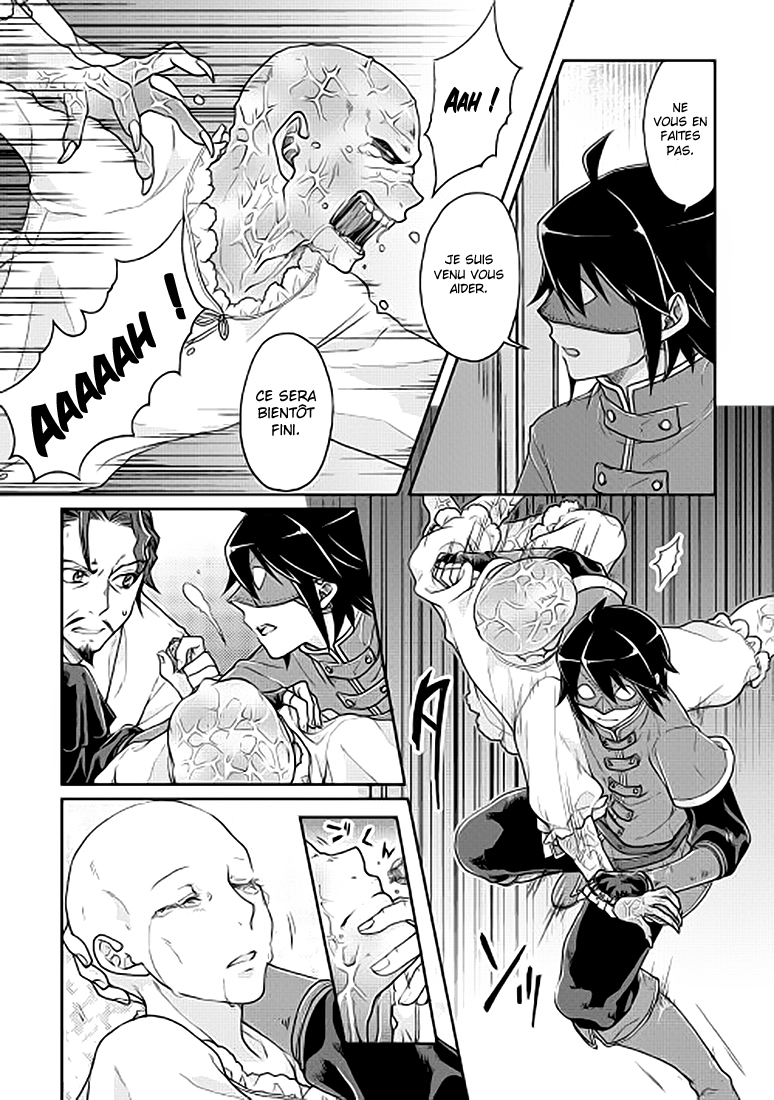 NE
VOUS EN
FAITES
PAS.
JE SUIS
VENU VOUS
AIDER.
AAH !
AAAAAH !
CE SERA
BIENTÔT
FINI.